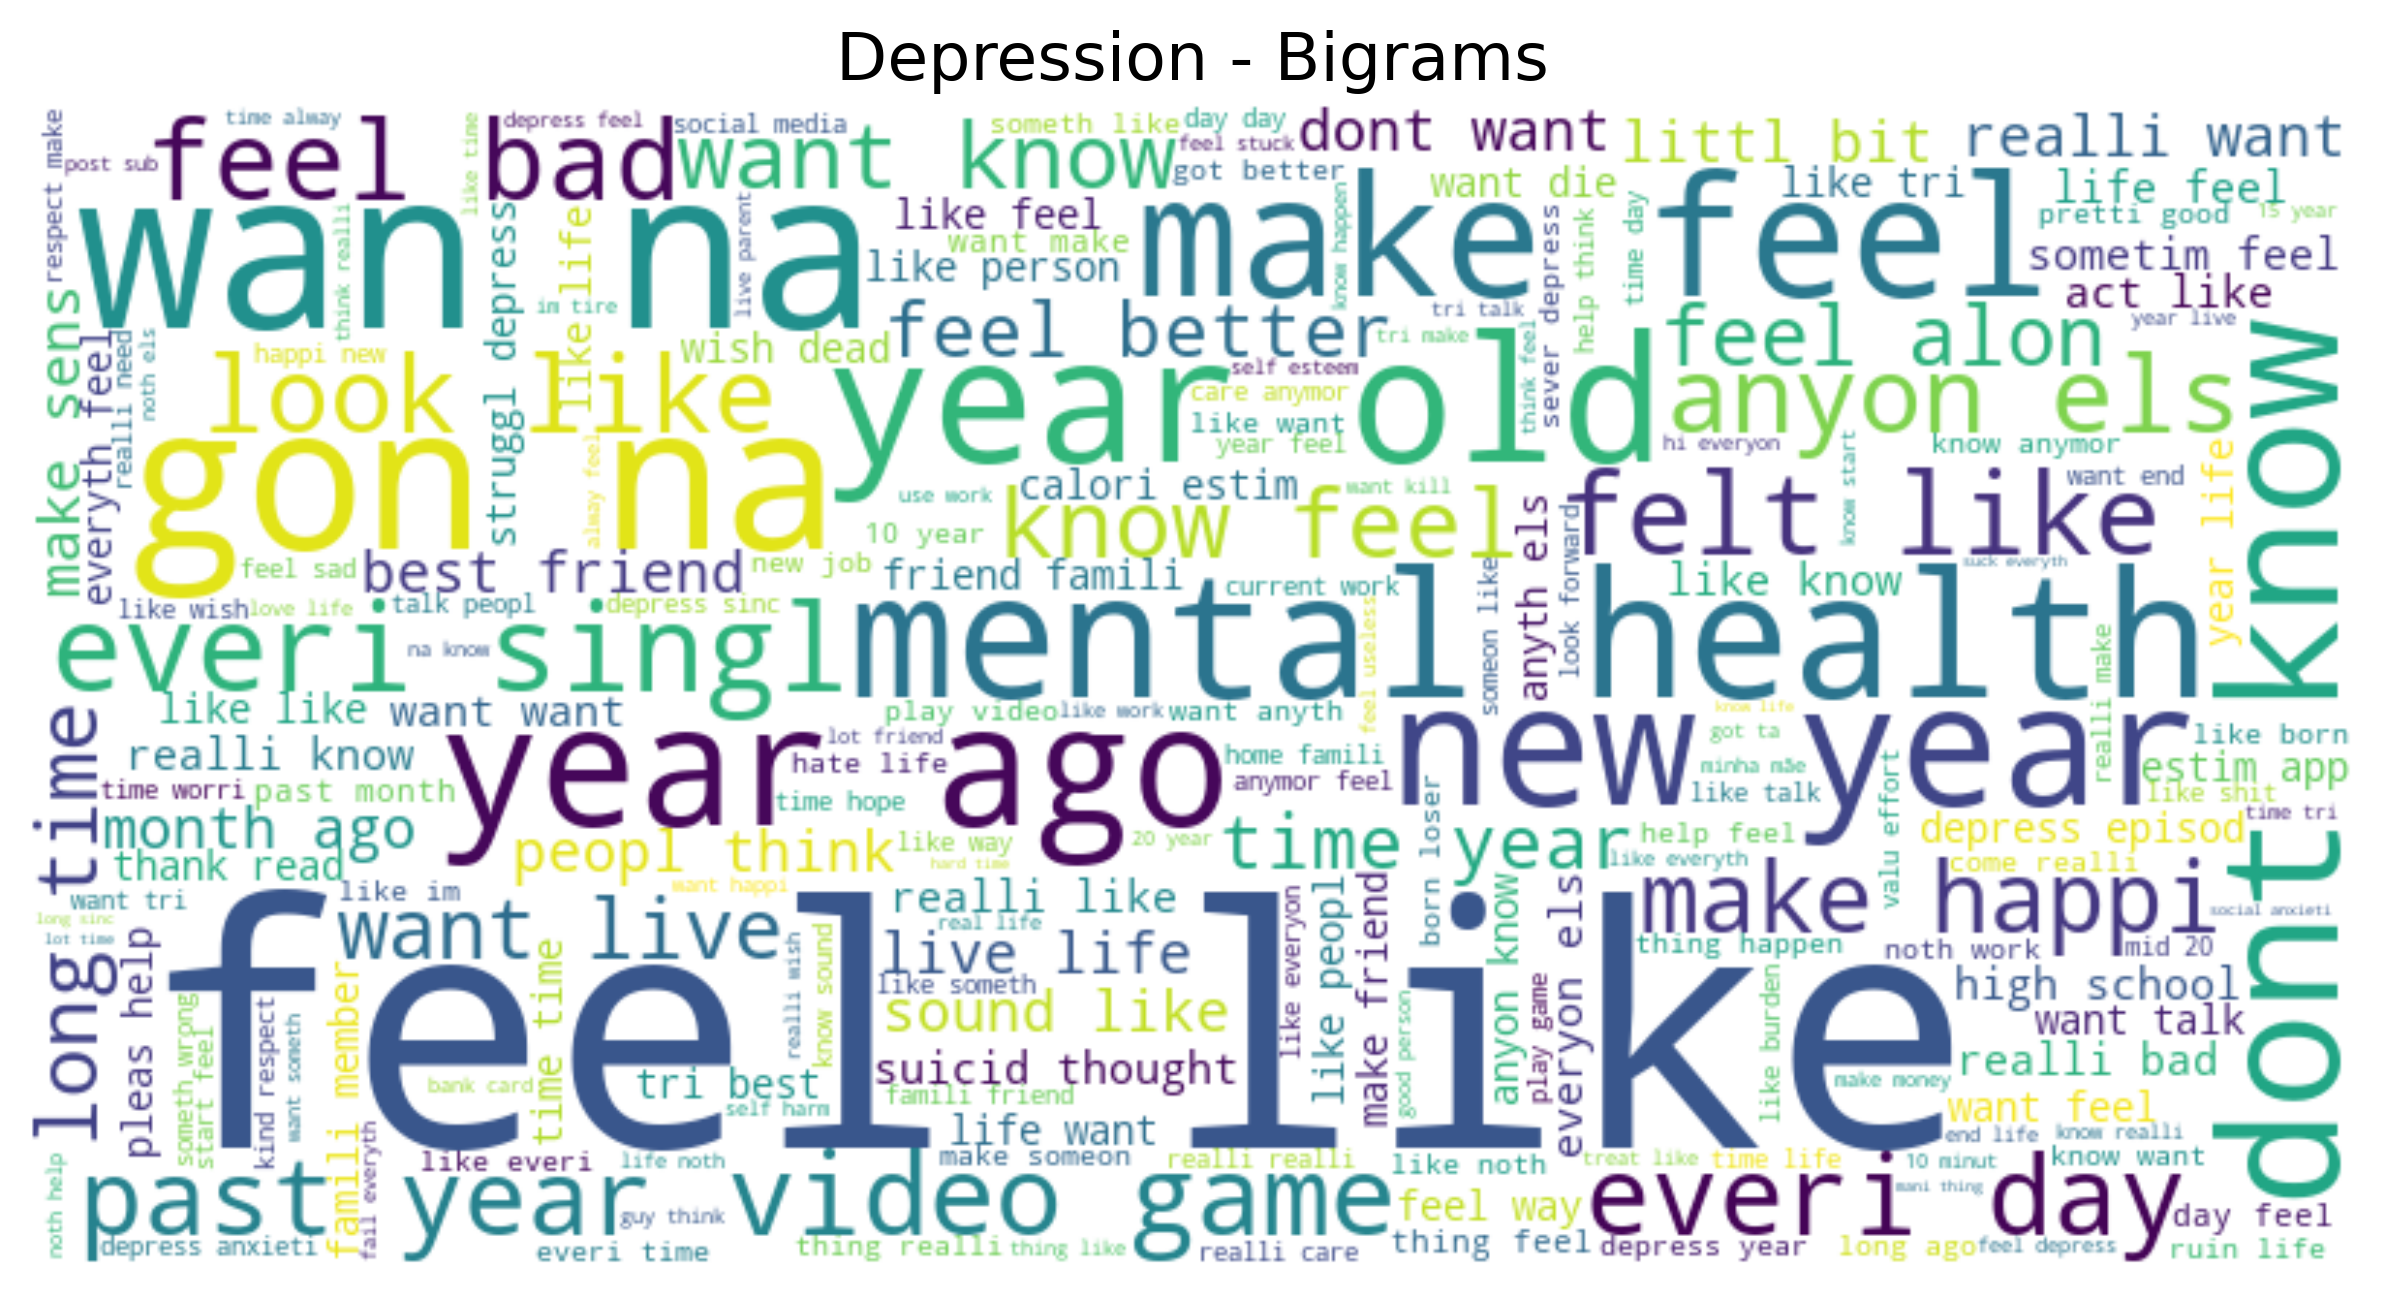 Depression - Bigrams
time alway
depress feel
social media
someth like
day day
dont want
littl bit
realli want
respect make
post sub
feel bad
like time
want know
feel stuck
got better
want die
like tri
life feel
wan na
make feel
like feel
want make
like person
live parent
know happen
pretti good
15 year
sometim feel
act like
think realli
struggl depress
like life
im tire
feel better
tri talk
sever depress
help think
time day
year live
make sens
everyth feel
realli need
noth els
happi new
look like
wish dead
tri make
feel alon
dont know
self esteem
care anymor
year old
think feel
anyon els
like want
year feel
hi everyon
know anymor
gon na
alway feel
use work
calori estim
want kill
10 year
know feel
anyth els
look forward
felt like
know start
want end
year life
feel sad
best friend
new job
friend famili
current work
someon like
like know
suck everyth
like wish
love life
talk peopl
depress sinc
everi singl
na know
mental health
feel useless
realli make
like like
want want
play video
like work
want anyth
know life
new year
like born
long time
realli know
lot friend
year ago
hate life
home famili
got ta
minha mãe
estim app
time worri
past month
time hope
anymor feel
like talk
valu effort
like shit
month ago
peopl think
like way
20 year
time year
born loser
help feel
depress episod
time tri
thank read
hard time
like everyth
come realli
want tri
like im
want happi
realli like
make happi
long sinc
lot time
want live
real life
live life
like everyon
like peopl
make friend
anyon know
everyon els
thing happen
noth work
mid 20
social anxieti
pleas help
feel like
realli wish
know sound
like someth
sound like
play game
like burden
high school
want talk
someth wrong
start feel
kind respect
want someth
famili member
time time
bank card
tri best
suicid thought
good person
make money
realli bad
self harm
famili friend
want feel
life want
end life
know realli
noth help
past year
fail everyth
like everi
life noth
video game
make someon
realli realli
like noth
treat like
time life
10 minut
know want
mani thing
guy think
feel way
everi day
day feel
depress anxieti
everi time
thing realli
thing like
realli care
thing feel
depress year
long ago
feel depress
ruin life